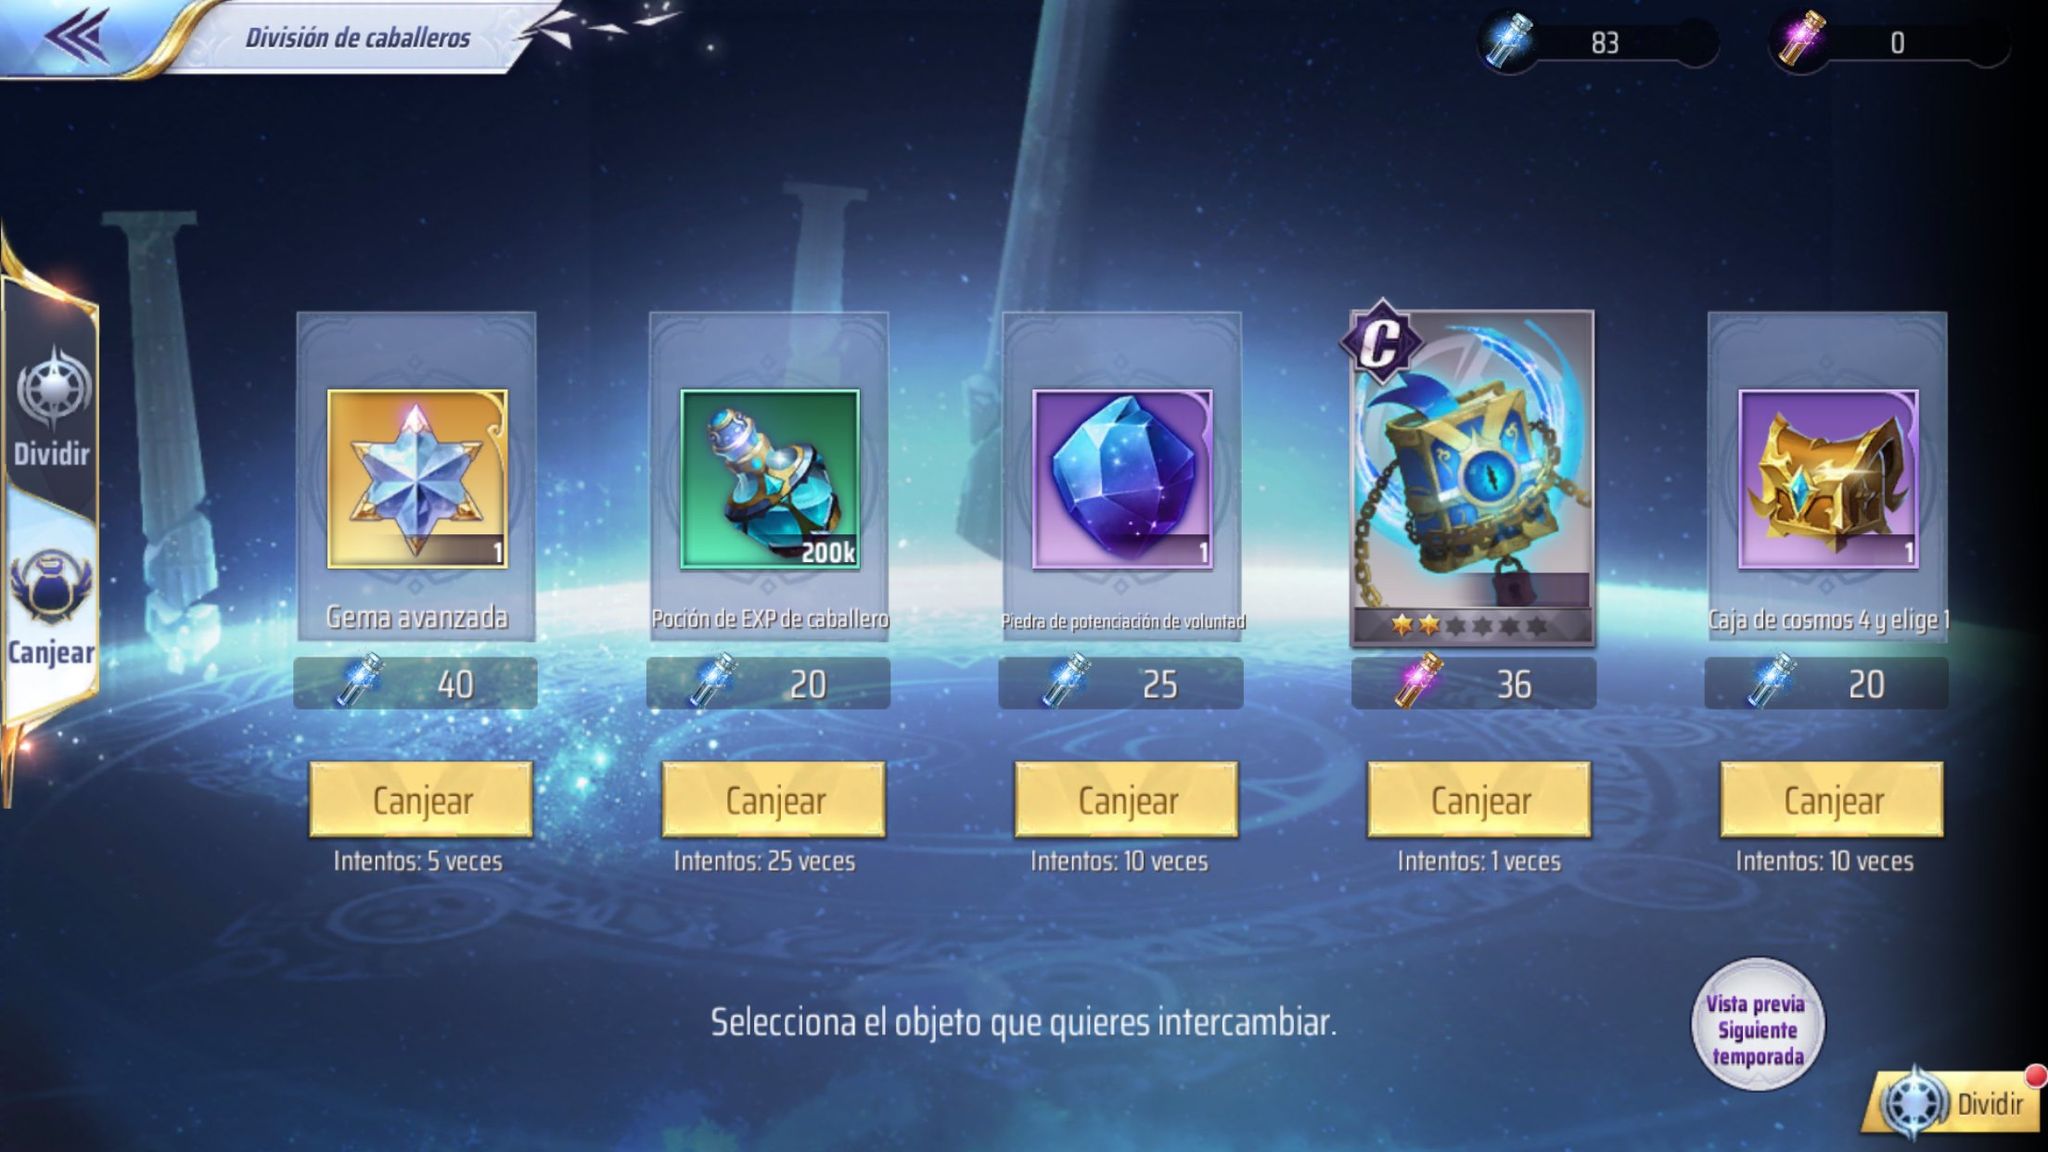 División de caballeros
83
0
Dividir
Canjear
C
1
200k
1
1
Gema avanzada
Poción de EXP de caballero
Piedra de potenciación de voluntad
Caja de cosmos 4 y elige 1
40
20
25
36
20
Canjear
Canjear
Canjear
Canjear
Canjear
Intentos: 5 veces
Intentos: 25 veces
Intentos: 10 veces
Intentos: 1 veces
Intentos: 10 veces
Selecciona el objeto que quieres intercambiar.
Vista previa
Siguiente
temporada
Dividir